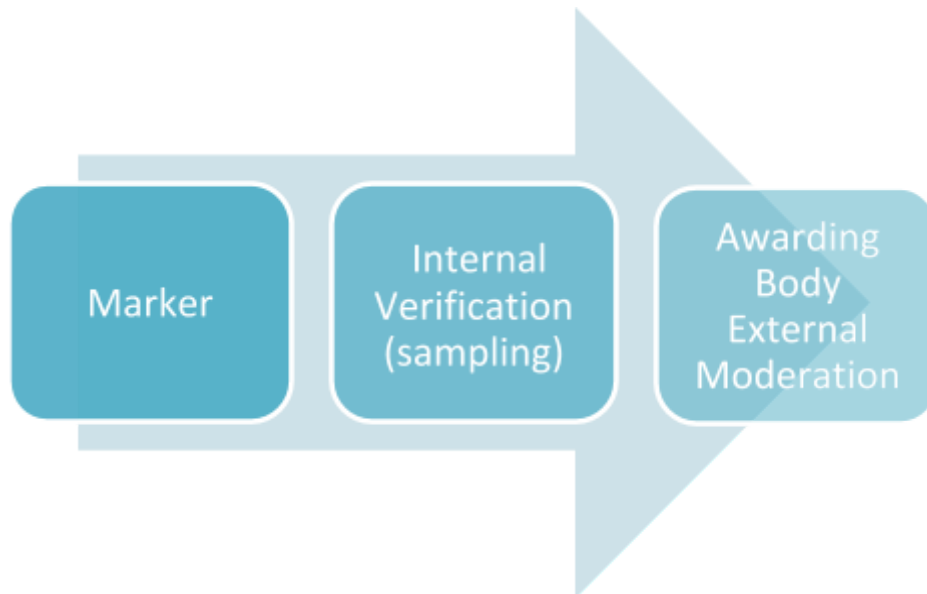 Marker
Internal
Verification
(sampling)
Awarding
Body
External
Moderation